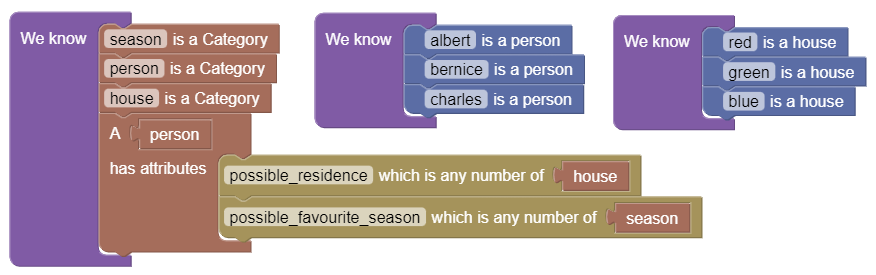 We know season is a Category
person is a Category
house is a Category
A person
has attributes
possible_residence which is any number of house
possible_favourite_season which is any number of season
We know albert is a person
bernice is a person
charles is a person
We know red is a house
green is a house
blue is a house